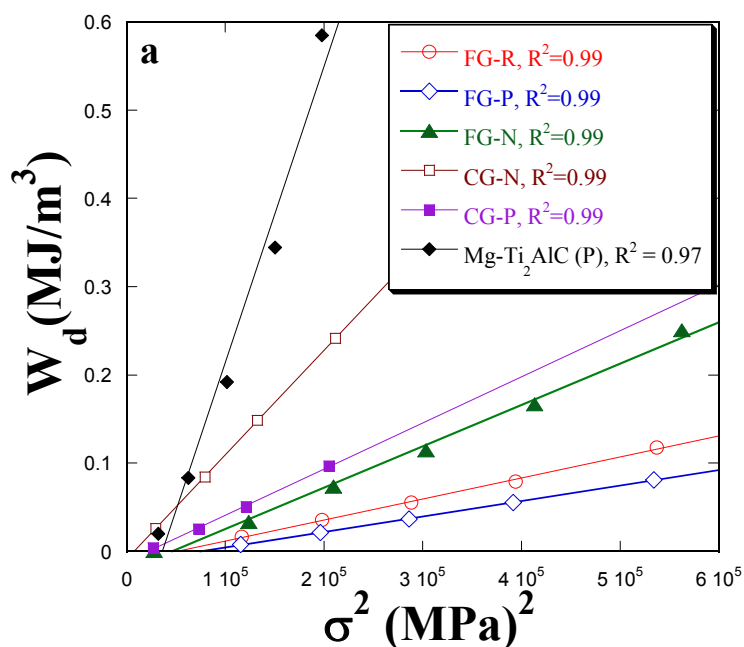 a
FG-R, R²=0.99
FG-P, R²=0.99
FG-N, R²=0.99
CG-N, R²=0.99
CG-P, R²=0.99
Mg-Ti₂AlC (P), R² = 0.97
W_d (MJ/m³)
0.6
0.5
0.4
0.3
0.2
0.1
0
0
1 10⁵
2 10⁵
3 10⁵
4 10⁵
5 10⁵
6 10⁵
σ² (MPa)²